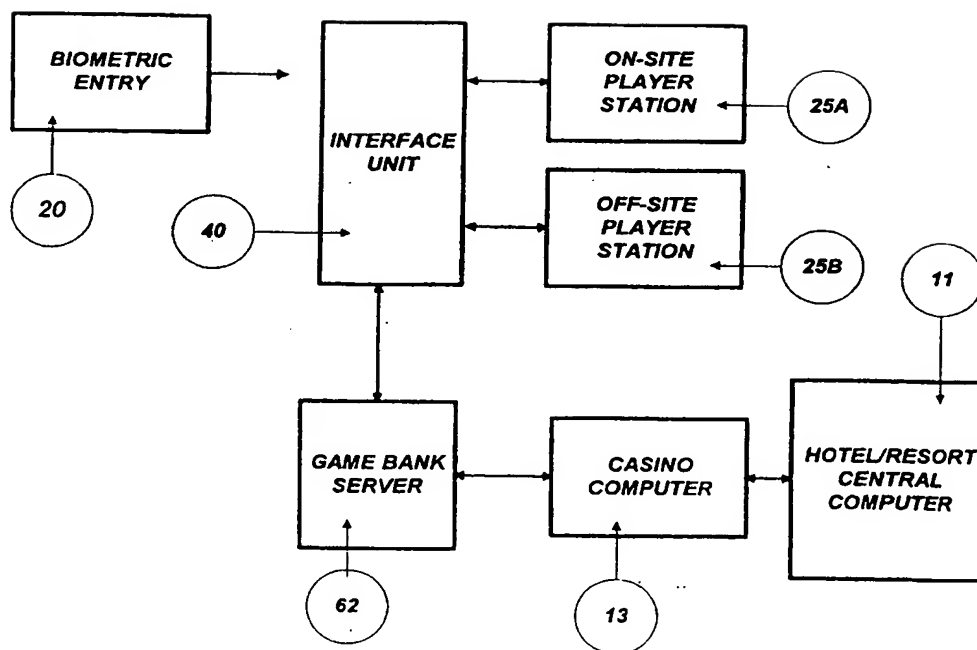 BIOMETRIC
ENTRY
20
INTERFACE
UNIT
40
ON-SITE
PLAYER
STATION
25A
OFF-SITE
PLAYER
STATION
25B
11
GAME BANK
SERVER
62
CASINO
COMPUTER
13
HOTEL/RESORT
CENTRAL
COMPUTER